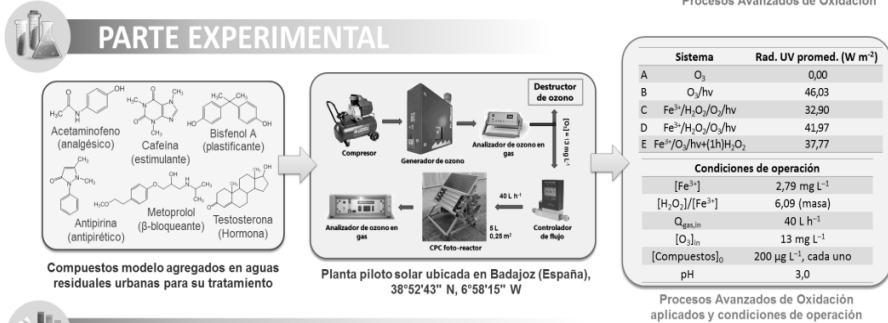 Procesos Avanzados de Oxidación
PARTE EXPERIMENTAL
Acetaminofeno
(analgésico)
Cafeína
(estimulante)
Bisfenol A
(plastificante)
Antipirina
(antipirético)
Metoprolol
(β-bloqueante)
Testosterona
(Hormona)
Compuestos modelo agregados en aguas
residuales urbanas para su tratamiento
Compresor
Generador de ozono
Analizador de ozono en
gas
Destructor
de ozono
[O₃]= 13 mg L⁻¹
Analizador de ozono en
gas
CPC foto-reactor
5 L
0,25 m²
40 L h⁻¹
Controlador
de flujo
Planta piloto solar ubicada en Badajoz (España),
38°52'43" N, 6°58'15" W
Sistema Rad. UV promed. (W m⁻²)
A O₃ 0,00
B O₃/hv 46,03
C Fe³⁺/H₂O₂/O₂/hv 32,90
D Fe³⁺/H₂O₂/O₃/hv 41,97
E Fe³⁺/O₃/hv+(1h)H₂O₂ 37,77
Condiciones de operación
[Fe³⁺] 2,79 mg L⁻¹
[H₂O₂]/[Fe³⁺] 6,09 (masa)
Qgas,in 40 L h⁻¹
[O₃]in 13 mg L⁻¹
[Compuestos]₀ 200 µg L⁻¹, cada uno
pH 3,0
Procesos Avanzados de Oxidación
aplicados y condiciones de operación